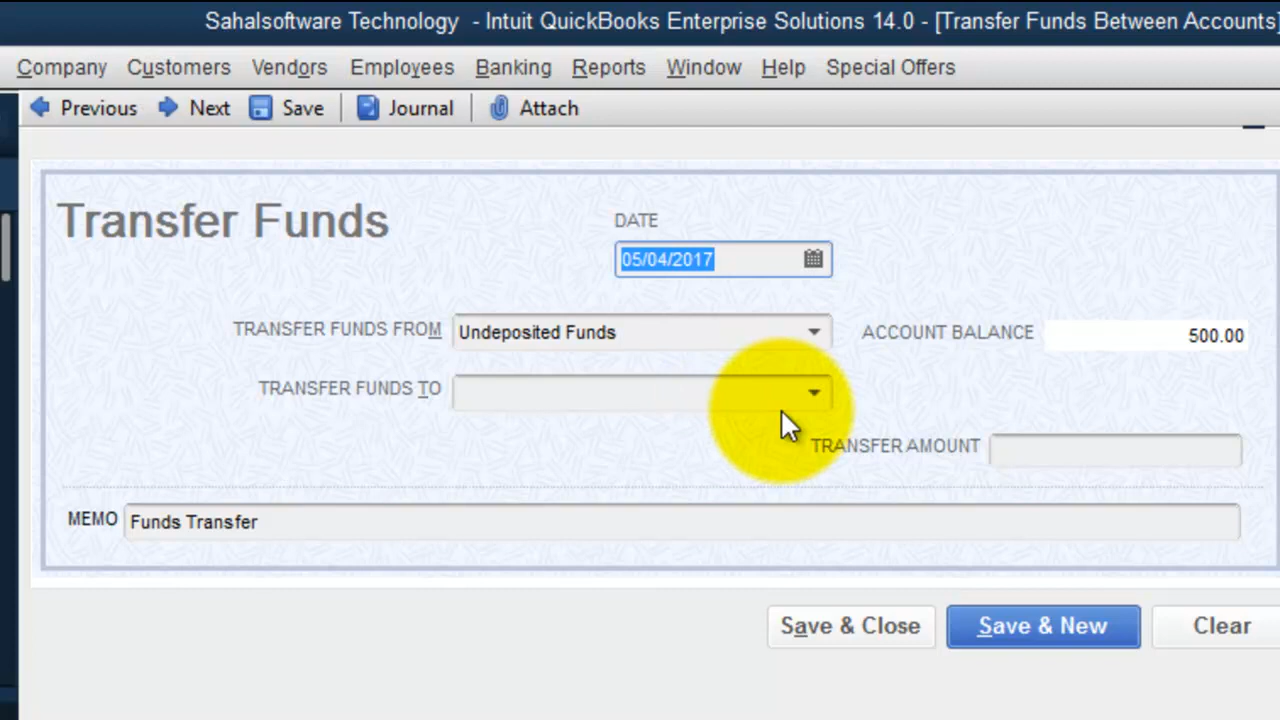 Sahalsoftware Technology - Intuit QuickBooks Enterprise Solutions 14.0 - [Transfer Funds Between Accounts]
Company Customers Vendors Employees Banking Reports Window Help Special Offers
Previous Next Save Journal Attach
Transfer Funds
DATE
05/04/2017
TRANSFER FUNDS FROM Undeposited Funds ACCOUNT BALANCE 500.00
TRANSFER FUNDS TO
TRANSFER AMOUNT
MEMO Funds Transfer
Save & Close Save & New Clear